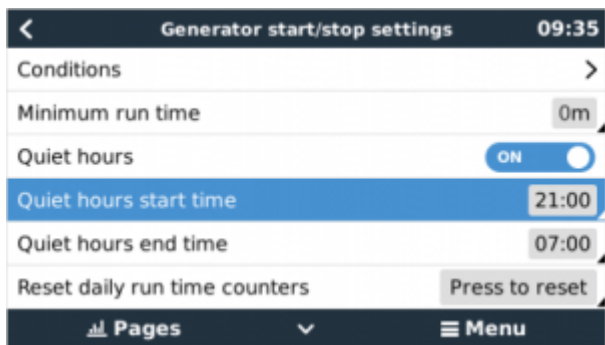 Generator start/stop settings 09:35
Conditions
Minimum run time 0m
Quiet hours ON
Quiet hours start time 21:00
Quiet hours end time 07:00
Reset daily run time counters Press to reset
Pages Menu